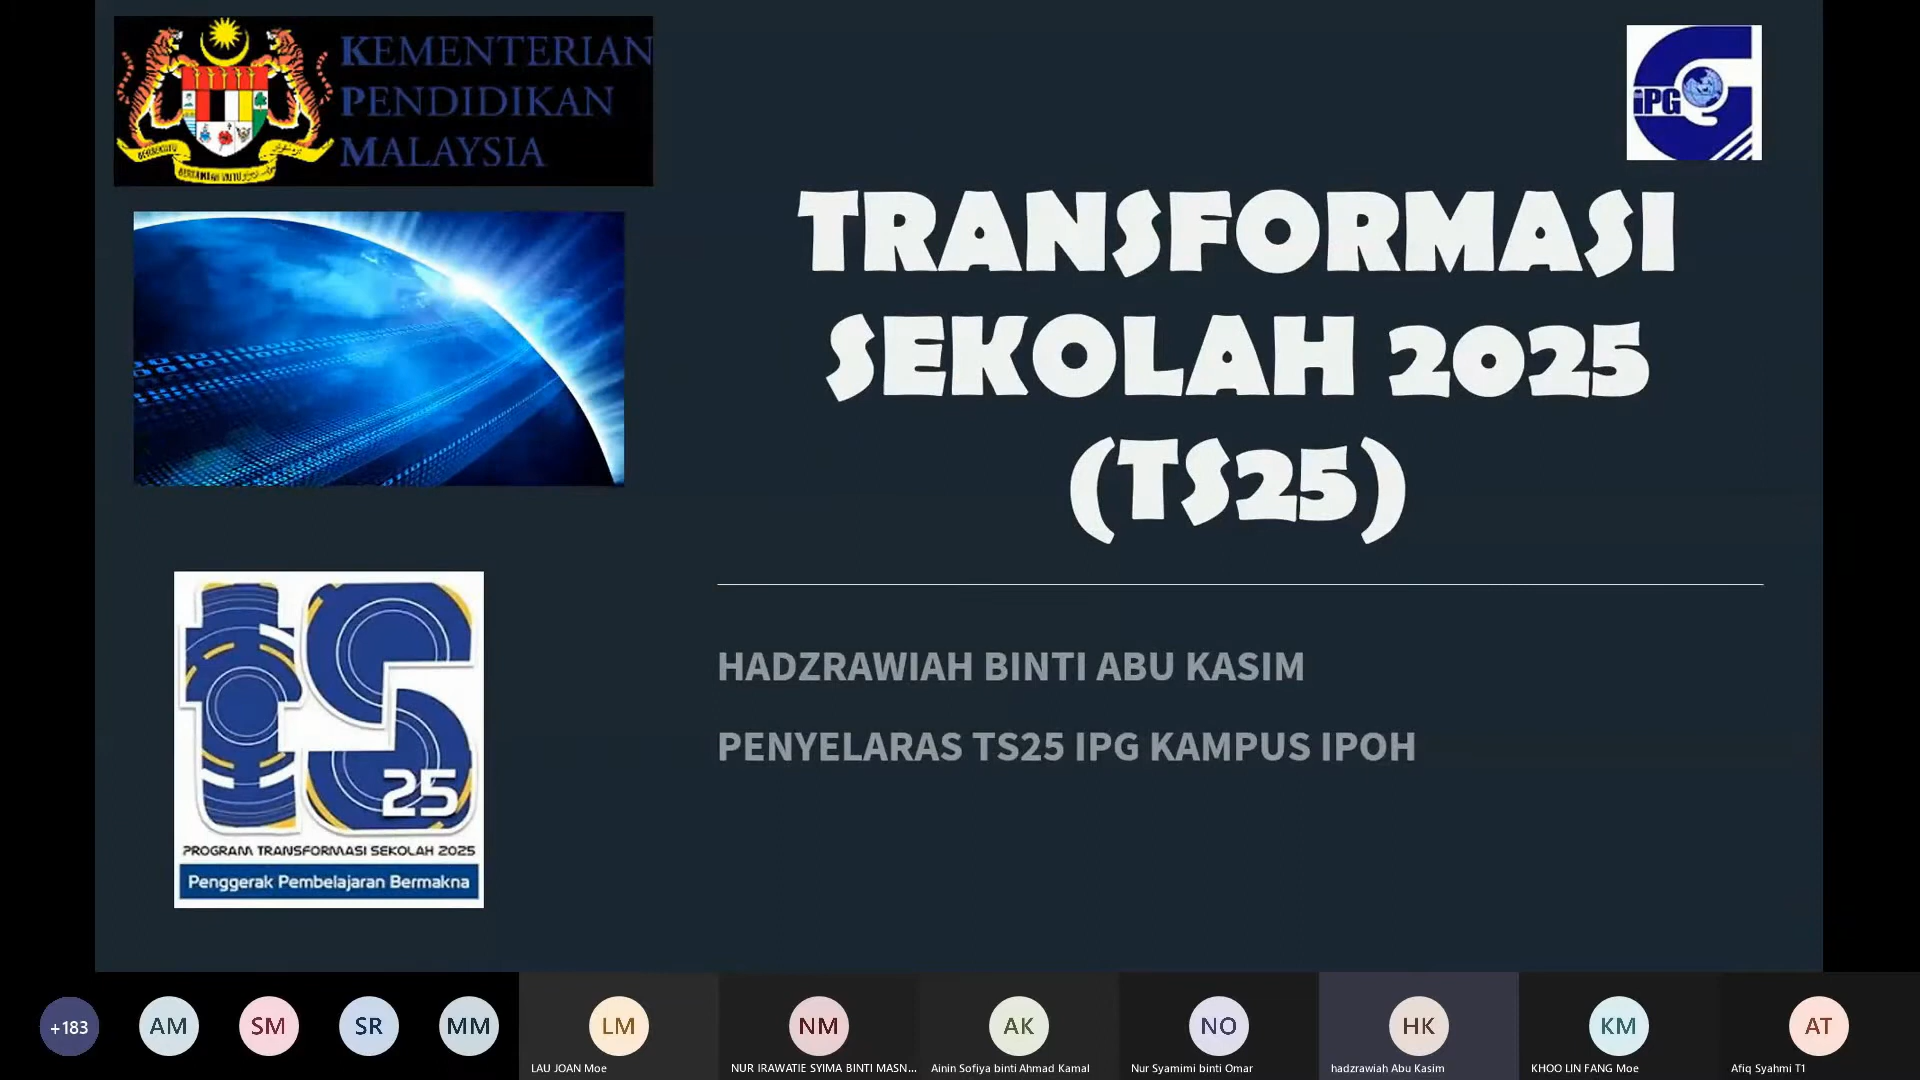 KEMENTERIAN
PENDIDIKAN
MALAYSIA
iPG
TRANSFORMASI
SEKOLAH 2025
(TS25)
HADZRAWIAH BINTI ABU KASIM
PENYELARAS TS25 IPG KAMPUS IPOH
tS
25
PROGRAM TRANSFORMASI SEKOLAH 2025
Penggerak Pembelajaran Bermakna
+183
AM
SM
SR
MM
LM
LAU JOAN Moe
NM
NUR IRAWATIE SYIMA BINTI MASN...
AK
Ainin Sofiya binti Ahmad Kamal
NO
Nur Syamimi binti Omar
HK
hadzrawiah Abu Kasim
KM
KHOO LIN FANG Moe
AT
Afiq Syahmi T1